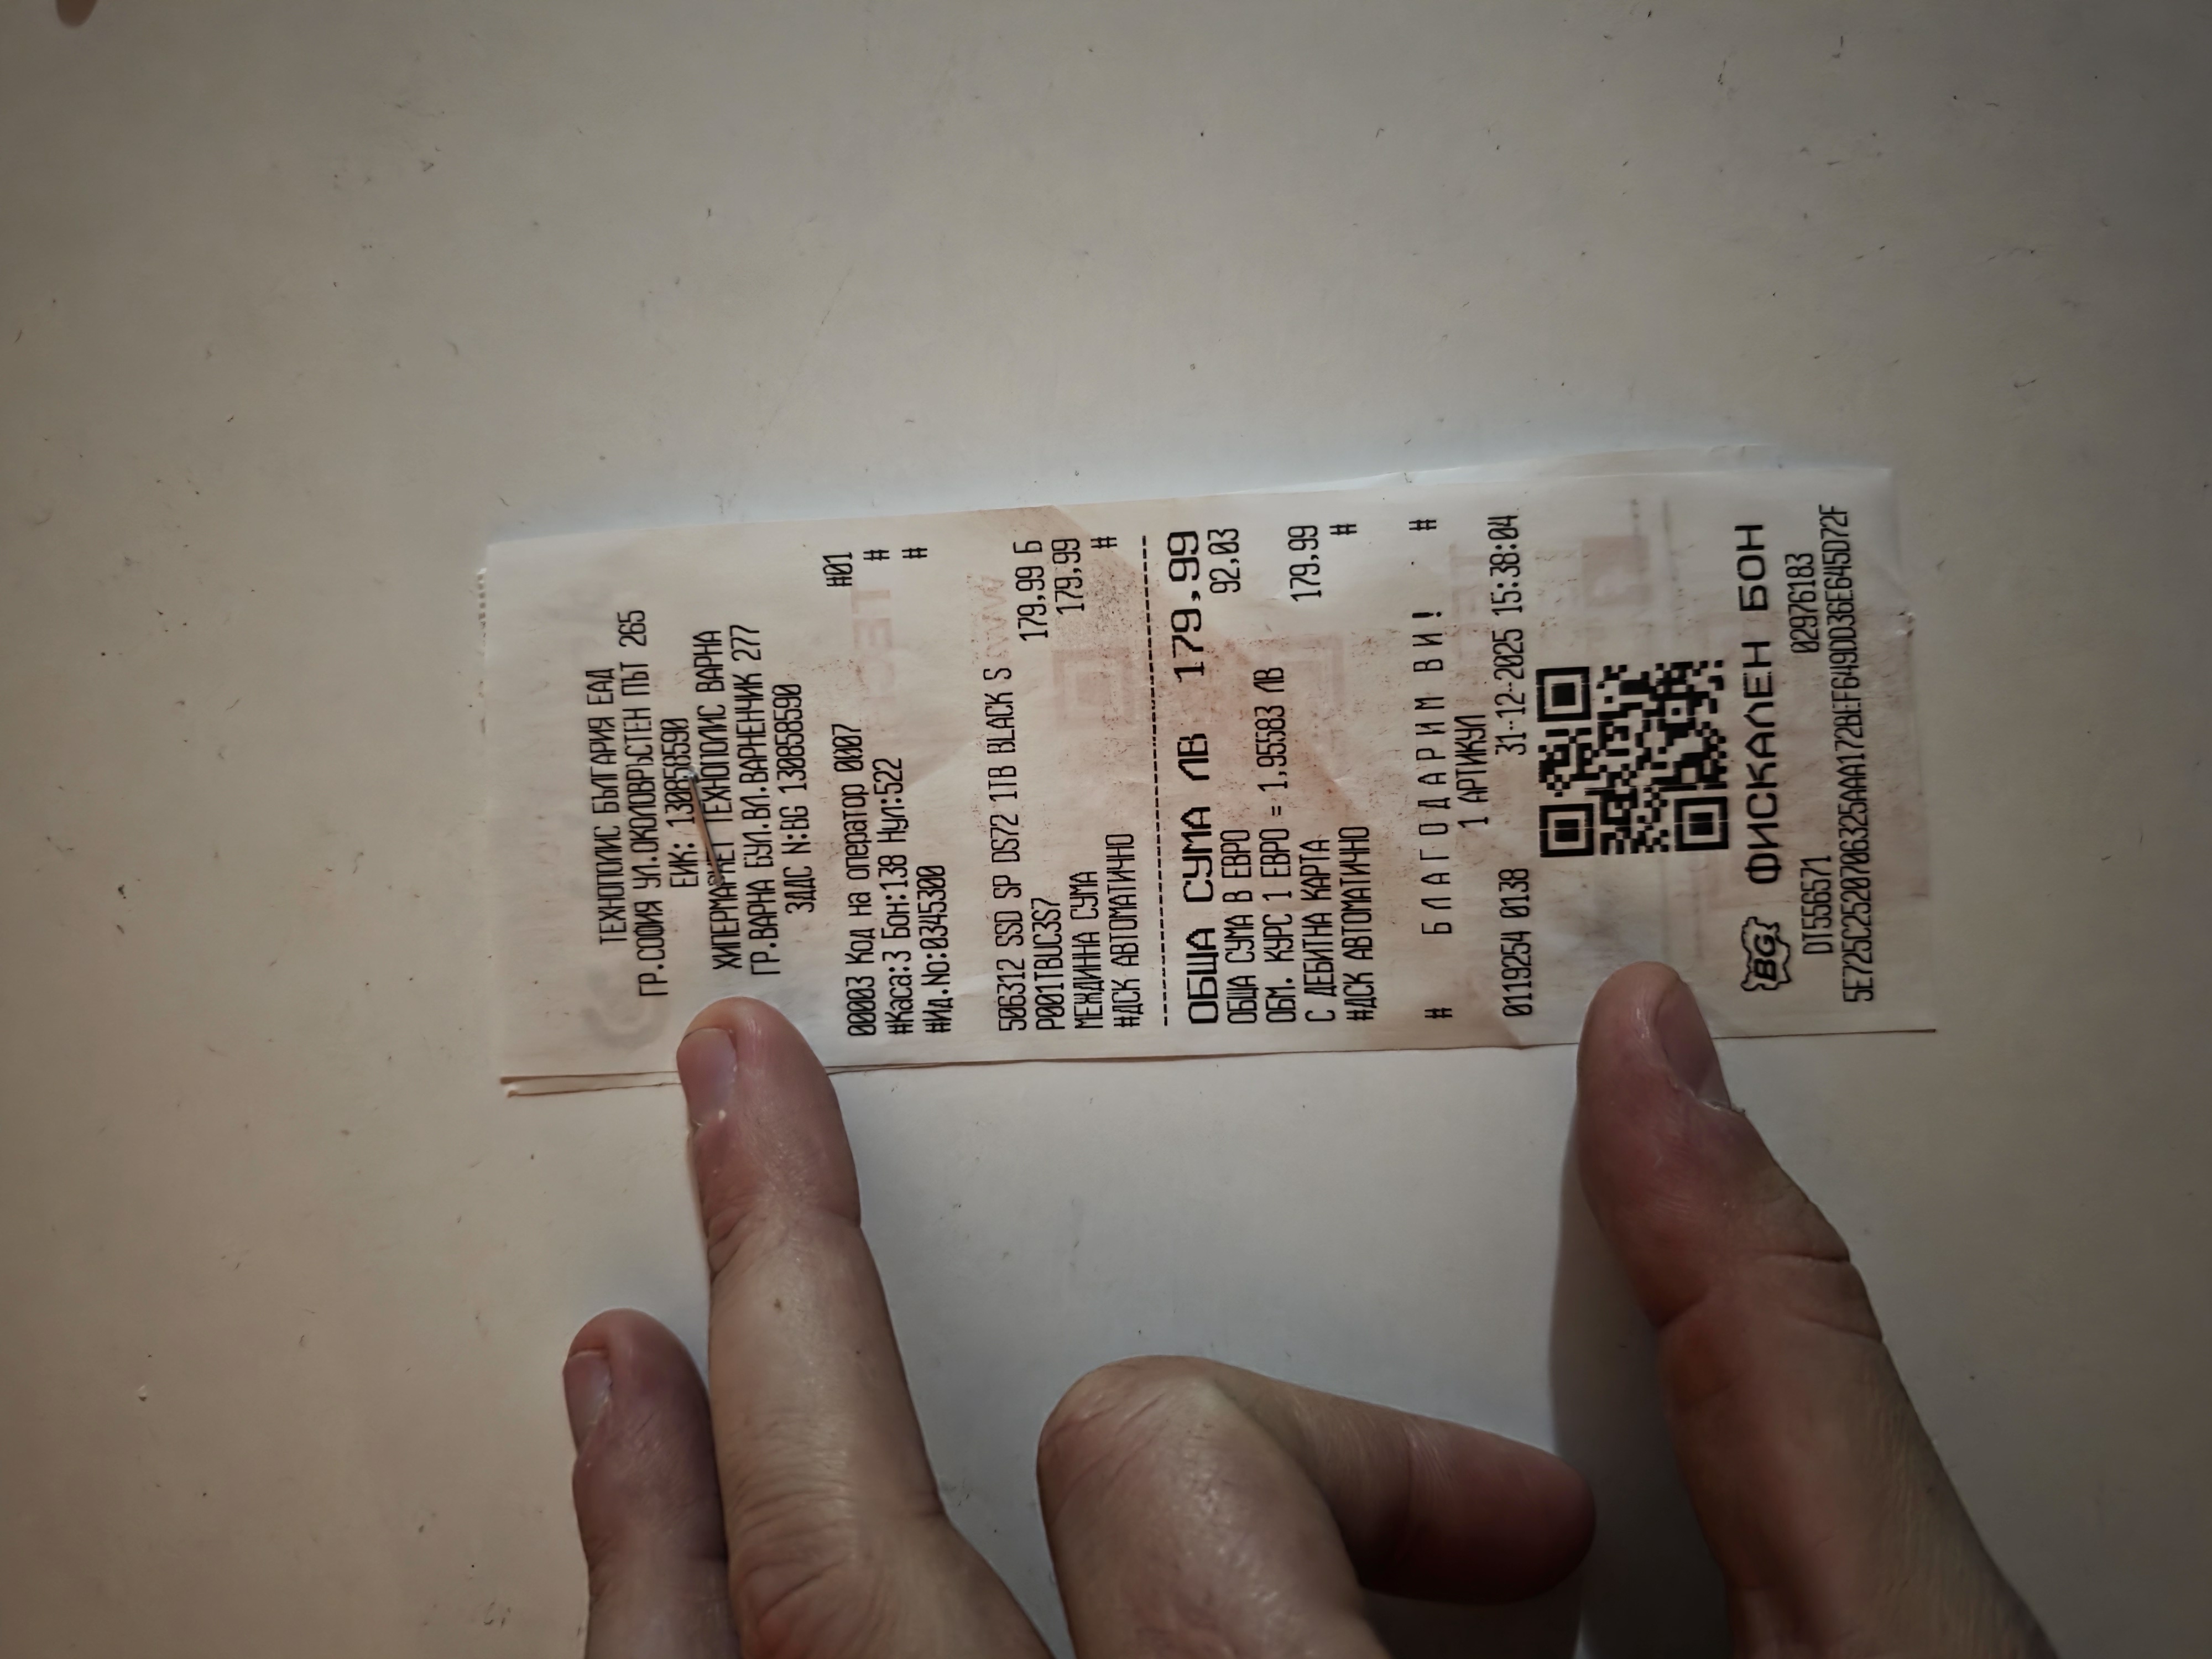 ТЕХНОПОЛИС БЪЛГАРИЯ ЕАД
ГР.СОФИЯ УЛ.ОКОЛОВРЪСТЕН ПЪТ 265
ЕИК: 130858590
ХИПЕРМАРКЕТ ТЕХНОПОЛИС ВАРНА
ГР.ВАРНА БУЛ.ВЛ.ВАРНЕНЧИК 277
ЗДДС N:BG 130858590
00003 Код на оператор 0007 #01
#Каса:3 Бон:138 Нул:522 #
#Ид.No:0345300 #
506312 SSD SP DS72 1TB BLACK S
P001TBUC3S7 179,99 Б
МЕЖДИННА СУМА 179,99
#ДСК АВТОМАТИЧНО #
ОБЩА СУМА ЛВ 179,99
ОБЩА СУМА В ЕВРО 92,03
ОБМ. КУРС 1 ЕВРО = 1,95583 ЛВ
С ДЕБИТНА КАРТА 179,99
#ДСК АВТОМАТИЧНО #
# БЛАГОДАРИМ ВИ! #
1 АРТИКУЛ
0119254 0138 31-12-2025 15:38:04
BG ФИСКАЛЕН БОН
DT556571 02976183
5E725C2520706325AAA172BEF649DD36E645D72F